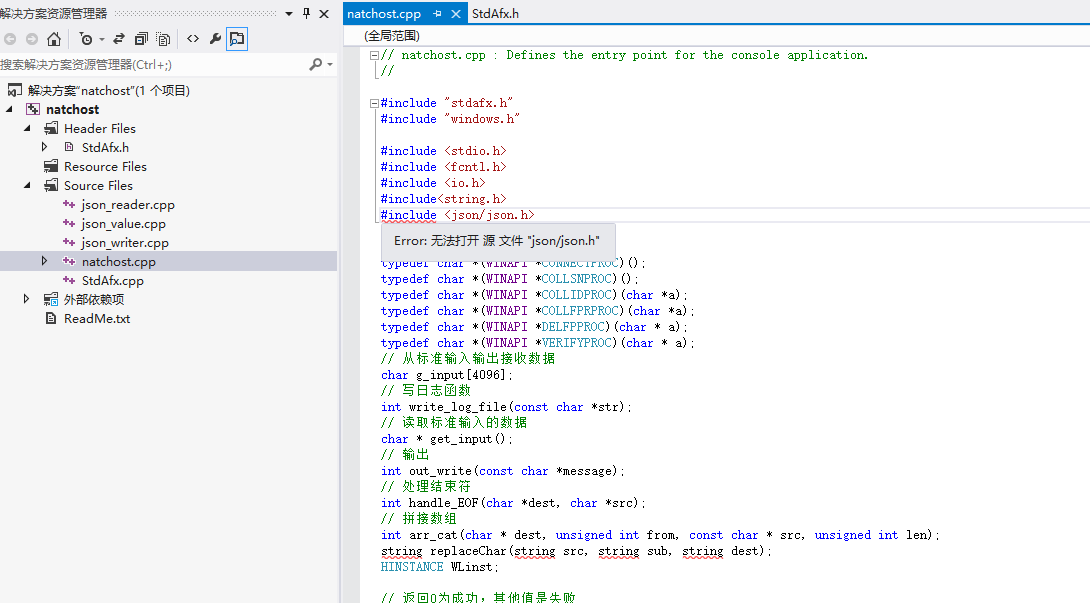 解决方案资源管理器
搜索解决方案资源管理器(Ctrl+;)
解决方案"natchost"(1 个项目)
natchost
Header Files
StdAfx.h
Resource Files
Source Files
json_reader.cpp
json_value.cpp
json_writer.cpp
natchost.cpp
StdAfx.cpp
外部依赖项
ReadMe.txt
natchost.cpp
StdAfx.h
(全局范围)
// natchost.cpp : Defines the entry point for the console application.
//
#include "stdafx.h"
#include "windows.h"
#include <stdio.h>
#include <fcntl.h>
#include <io.h>
#include<string.h>
#include <json/json.h>
Error: 无法打开 源 文件 "json/json.h"
typedef char *(WINAPI *CONNECTPROC)();
typedef char *(WINAPI *COLLSNPROC)();
typedef char *(WINAPI *COLLIDPROC)(char *a);
typedef char *(WINAPI *COLLFPRPROC)(char *a);
typedef char *(WINAPI *DELFPPROC)(char * a);
typedef char *(WINAPI *VERIFYPROC)(char * a);
// 从标准输入输出接收数据
char g_input[4096];
// 写日志函数
int write_log_file(const char *str);
// 读取标准输入的数据
char * get_input();
// 输出
int out_write(const char *message);
// 处理结束符
int handle_EOF(char *dest, char *src);
// 拼接数组
int arr_cat(char * dest, unsigned int from, const char * src, unsigned int len);
string replaceChar(string src, string sub, string dest);
HINSTANCE WLinst;
// 返回0为成功，其他值是失败